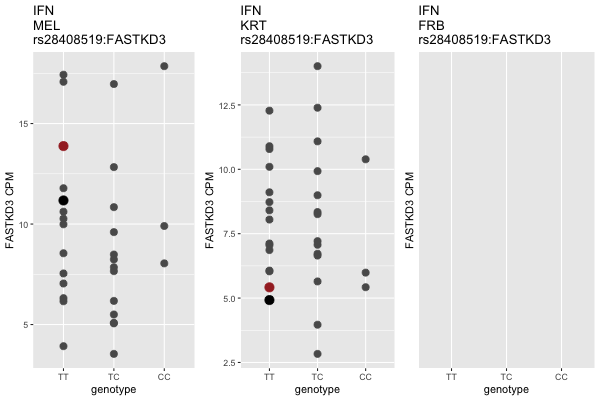 IFN
MEL
rs28408519:FASTKD3
FASTKD3 CPM
15
10
5
TT TC CC
genotype
IFN
KRT
rs28408519:FASTKD3
FASTKD3 CPM
12.5
10.0
7.5
5.0
2.5
TT TC CC
genotype
IFN
FRB
rs28408519:FASTKD3
FASTKD3 CPM
TT TC CC
genotype